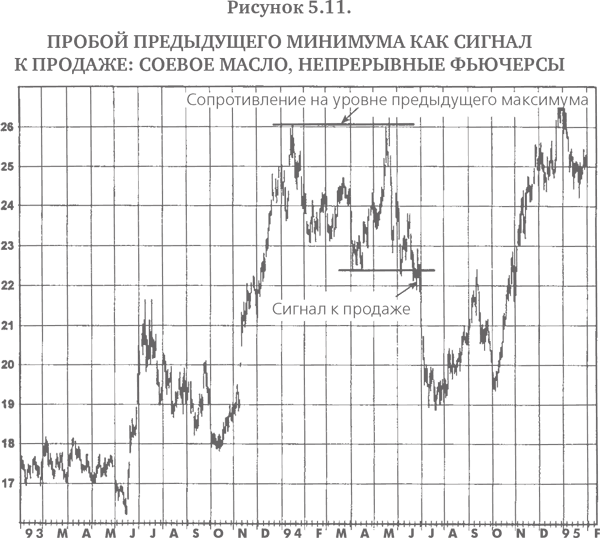 Рисунок 5.11.
ПРОБОЙ ПРЕДЫДУЩЕГО МИНИМУМА КАК СИГНАЛ
К ПРОДАЖЕ: СОЕВОЕ МАСЛО, НЕПРЕРЫВНЫЕ ФЬЮЧЕРСЫ
Сопротивление на уровне предыдущего максимума
26
25
24
23
22
Сигнал к продаже
21
20
19
18
17
93 M A M J J A S O N D 94 M A M J J A S O N D 95 F